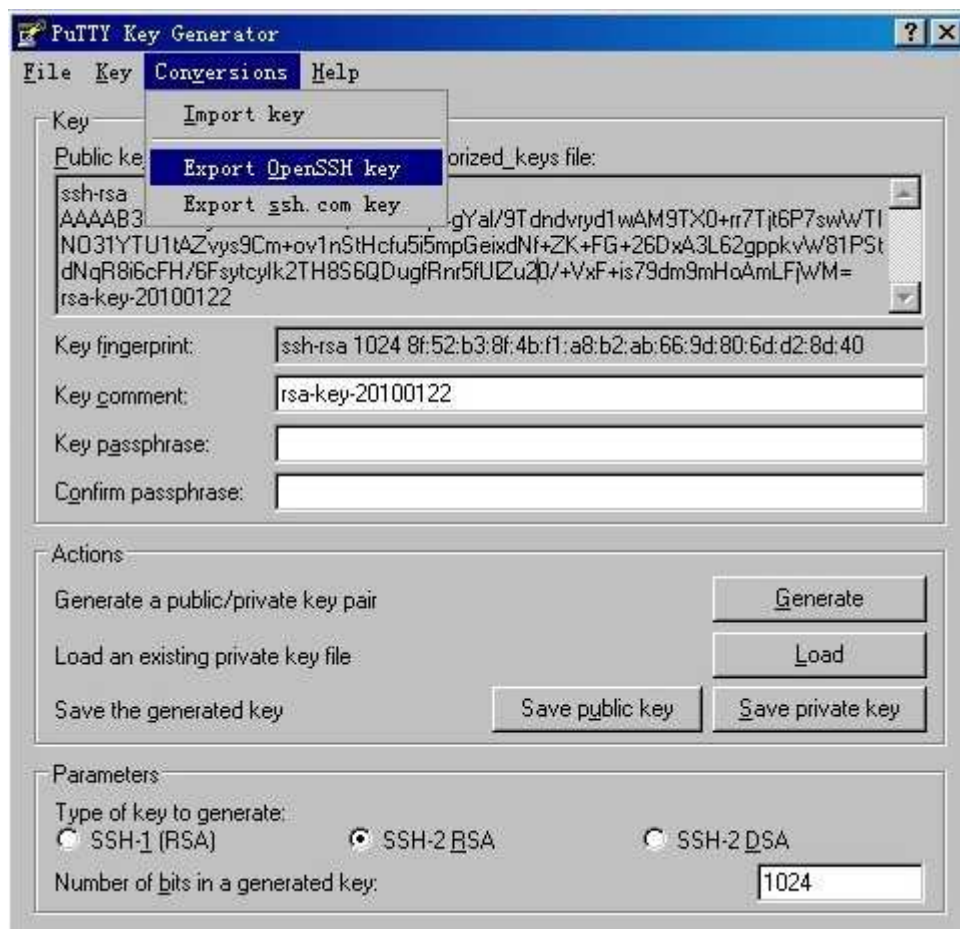 PuTTY Key Generator
File Key Conversions Help
Import key
Export OpenSSH key
Export ssh.com key
Key
Public ke orized_keys file:
ssh-rsa
AAAAB3 gYaI/9Tdndvryd1wAM9TX0+rr7Tjt6P7swWTI
NO31YTU1tAZvys9Cm+ov1nStHcfu5i5mpGeixdNf+ZK+FG+26DxA3L62gppkvW81PSt
dNqR8i6cFH/6Fsytcylk2TH8S6QDugfRnr5fUIZu20/+VxF+is79dm9mHoAmLFjWM=
rsa-key-20100122
Key fingerprint: ssh-rsa 1024 8f:52:b3:8f:4b:f1:a8:b2:ab:66:9d:80:6d:d2:8d:40
Key comment: rsa-key-20100122
Key passphrase:
Confirm passphrase:
Actions
Generate a public/private key pair Generate
Load an existing private key file Load
Save the generated key Save public key Save private key
Parameters
Type of key to generate:
SSH-1 (RSA) SSH-2 RSA SSH-2 DSA
Number of bits in a generated key: 1024